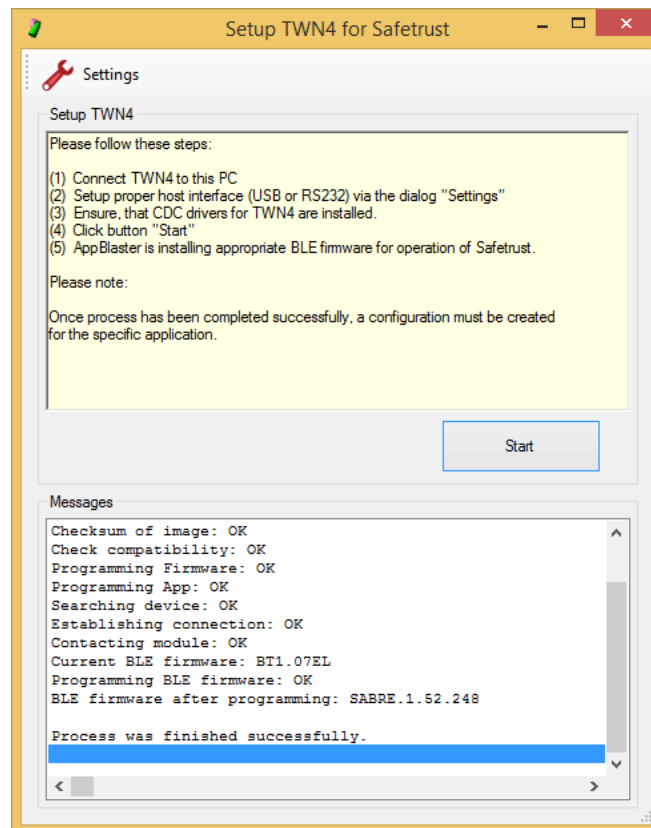 Setup TWN4 for Safetrust
Settings
Setup TWN4
Please follow these steps:
(1) Connect TWN4 to this PC
(2) Setup proper host interface (USB or RS232) via the dialog "Settings"
(3) Ensure, that CDC drivers for TWN4 are installed.
(4) Click button "Start"
(5) AppBlaster is installing appropriate BLE firmware for operation of Safetrust.
Please note:
Once process has been completed successfully, a configuration must be created
for the specific application.
Start
Messages
Checksum of image: OK
Check compatibility: OK
Programming Firmware: OK
Programming App: OK
Searching device: OK
Establishing connection: OK
Contacting module: OK
Current BLE firmware: BT1.07EL
Programming BLE firmware: OK
BLE firmware after programming: SABRE.1.52.248
Process was finished successfully.